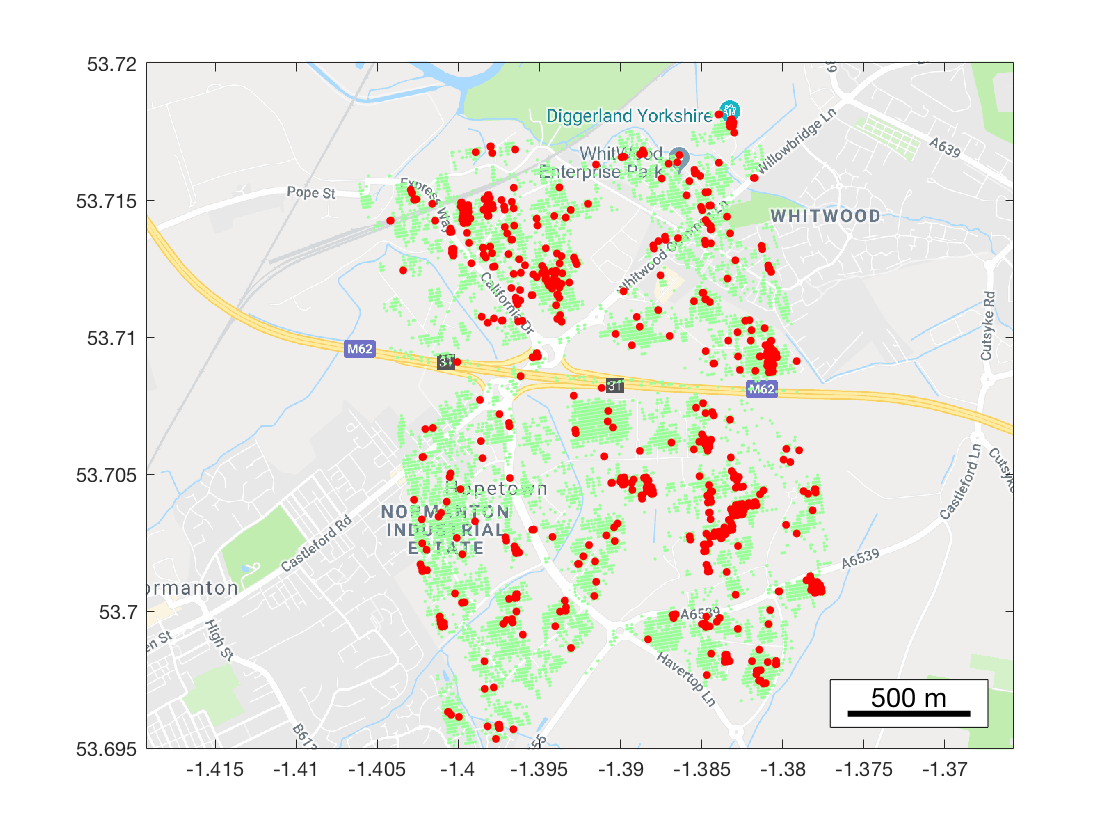 53.72
53.715
53.71
53.705
53.7
53.695
-1.415
-1.41
-1.405
-1.4
-1.395
-1.39
-1.385
-1.38
-1.375
-1.37
Diggerland Yorkshire
Whitwood
Enterprise Park
Willowbridge Ln
A639
39
Pope St
Express Way
WHITWOOD
Whitwood
California Dr
Cutsyke Rd
M62
31
31
M62
Hopetown
NORMANTON
INDUSTRIAL
ESTATE
Castleford Rd
Castleford Ln
Cutsyke
A6539
ormanton
A6539
High St
en St
Havertop Ln
B61
55
500 m